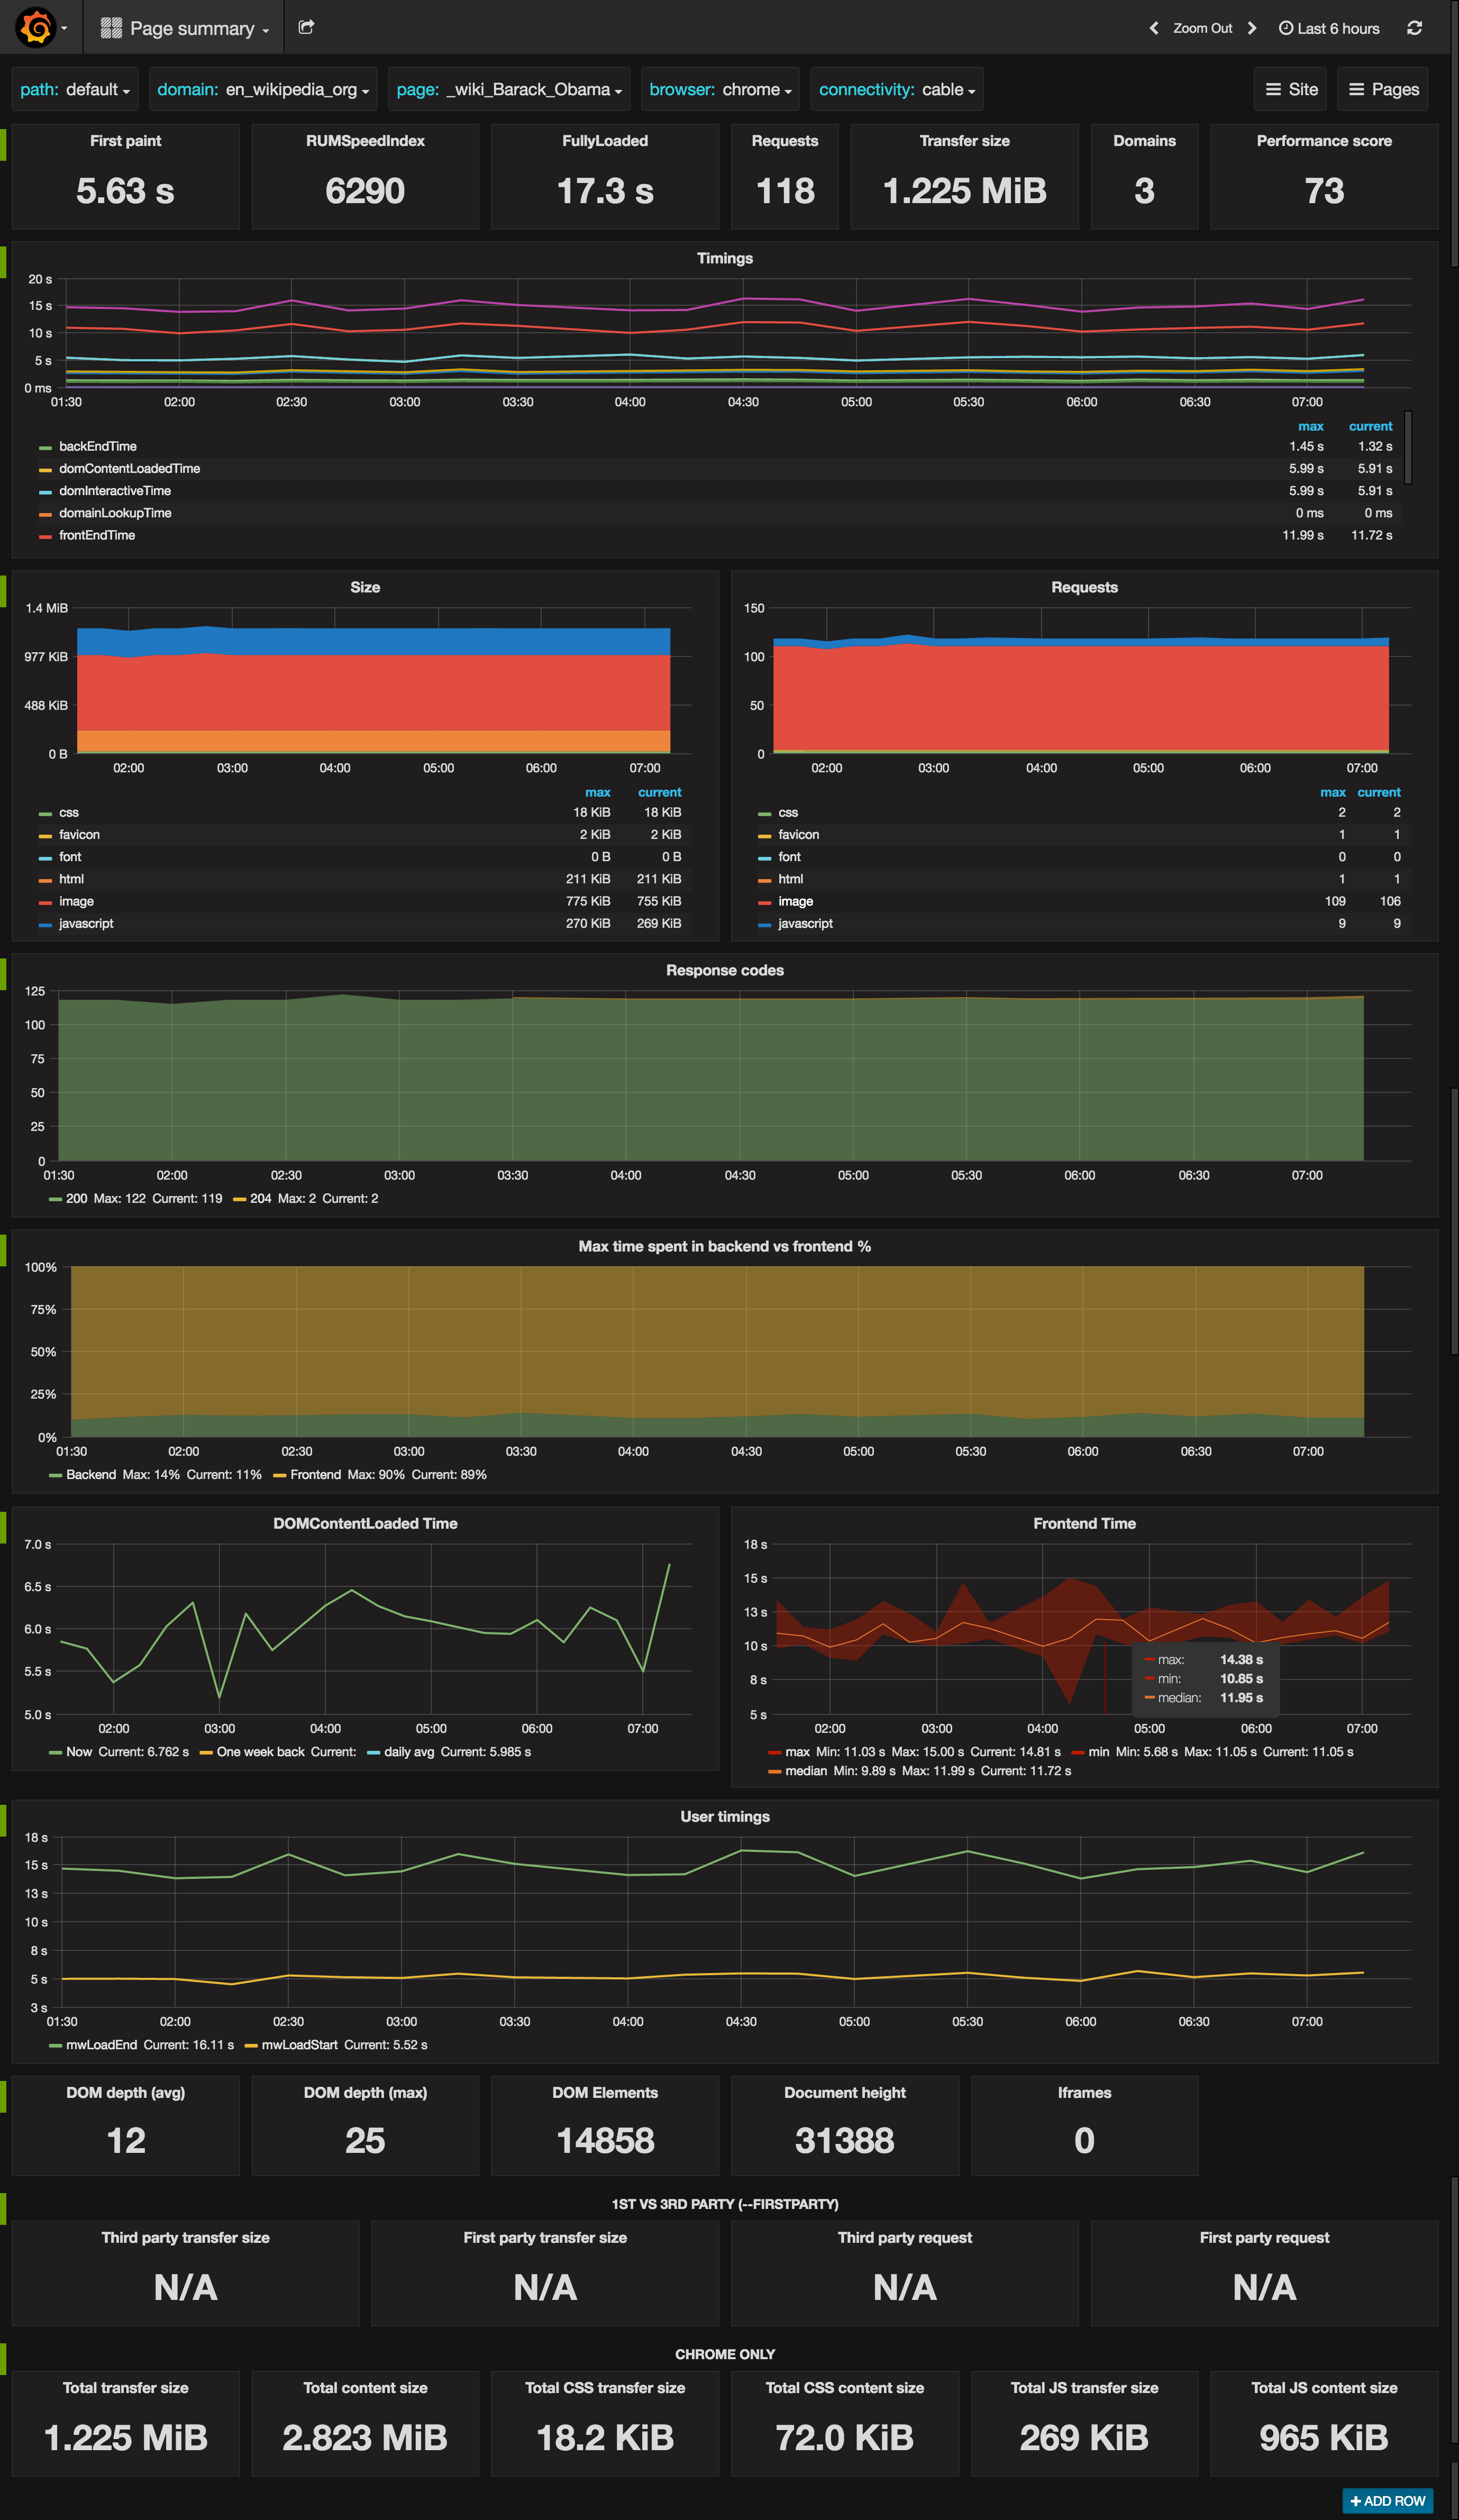 Page summary Zoom Out Last 6 hours
path: default domain: en_wikipedia_org page: _wiki_Barack_Obama browser: chrome connectivity: cable Site Pages
First paint RUMSpeedIndex FullyLoaded Requests Transfer size Domains Performance score
5.63 s 6290 17.3 s 118 1.225 MiB 3 73
Timings
20 s
15 s
10 s
5 s
0 ms
01:30 02:00 02:30 03:00 03:30 04:00 04:30 05:00 05:30 06:00 06:30 07:00
max current
backEndTime 1.45 s 1.32 s
domContentLoadedTime 5.99 s 5.91 s
domInteractiveTime 5.99 s 5.91 s
domainLookupTime 0 ms 0 ms
frontEndTime 11.99 s 11.72 s
Size
1.4 MiB
977 KiB
488 KiB
0 B
02:00 03:00 04:00 05:00 06:00 07:00
max current
css 18 KiB 18 KiB
favicon 2 KiB 2 KiB
font 0 B 0 B
html 211 KiB 211 KiB
image 775 KiB 755 KiB
javascript 270 KiB 269 KiB
Requests
150
100
50
0
02:00 03:00 04:00 05:00 06:00 07:00
max current
css 2 2
favicon 1 1
font 0 0
html 1 1
image 109 106
javascript 9 9
Response codes
125
100
75
50
25
0
01:30 02:00 02:30 03:00 03:30 04:00 04:30 05:00 05:30 06:00 06:30 07:00
200 Max: 122 Current: 119 204 Max: 2 Current: 2
Max time spent in backend vs frontend %
100%
75%
50%
25%
0%
01:30 02:00 02:30 03:00 03:30 04:00 04:30 05:00 05:30 06:00 06:30 07:00
Backend Max: 14% Current: 11% Frontend Max: 90% Current: 89%
DOMContentLoaded Time
7.0 s
6.5 s
6.0 s
5.5 s
5.0 s
02:00 03:00 04:00 05:00 06:00 07:00
Now Current: 6.762 s One week back Current: daily avg Current: 5.985 s
Frontend Time
18 s
15 s
13 s
10 s
8 s
5 s
max: 14.38 s
min: 10.85 s
median: 11.95 s
02:00 03:00 04:00 05:00 06:00 07:00
max Min: 11.03 s Max: 15.00 s Current: 14.81 s min Min: 5.68 s Max: 11.05 s Current: 11.05 s
median Min: 9.89 s Max: 11.99 s Current: 11.72 s
User timings
18 s
15 s
13 s
10 s
8 s
5 s
3 s
01:30 02:00 02:30 03:00 03:30 04:00 04:30 05:00 05:30 06:00 06:30 07:00
mwLoadEnd Current: 16.11 s mwLoadStart Current: 5.52 s
DOM depth (avg) DOM depth (max) DOM Elements Document height Iframes
12 25 14858 31388 0
1ST VS 3RD PARTY (--FIRSTPARTY)
Third party transfer size First party transfer size Third party request First party request
N/A N/A N/A N/A
CHROME ONLY
Total transfer size Total content size Total CSS transfer size Total CSS content size Total JS transfer size Total JS content size
1.225 MiB 2.823 MiB 18.2 KiB 72.0 KiB 269 KiB 965 KiB
+ ADD ROW